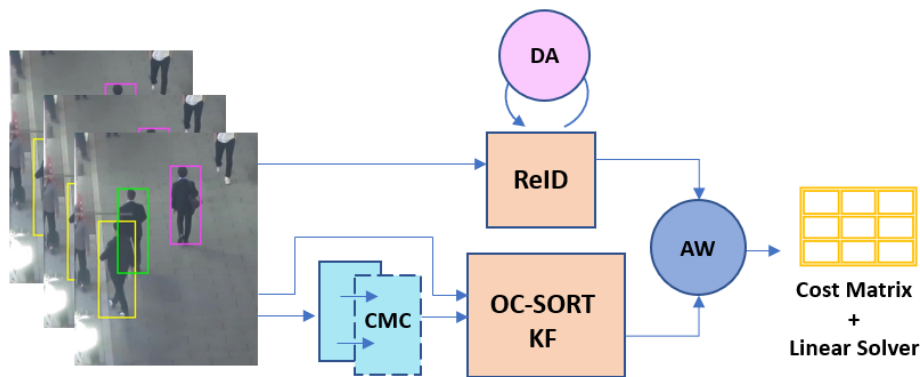 DA
ReID
AW
CMC
OC-SORT
KF
Cost Matrix
+
Linear Solver